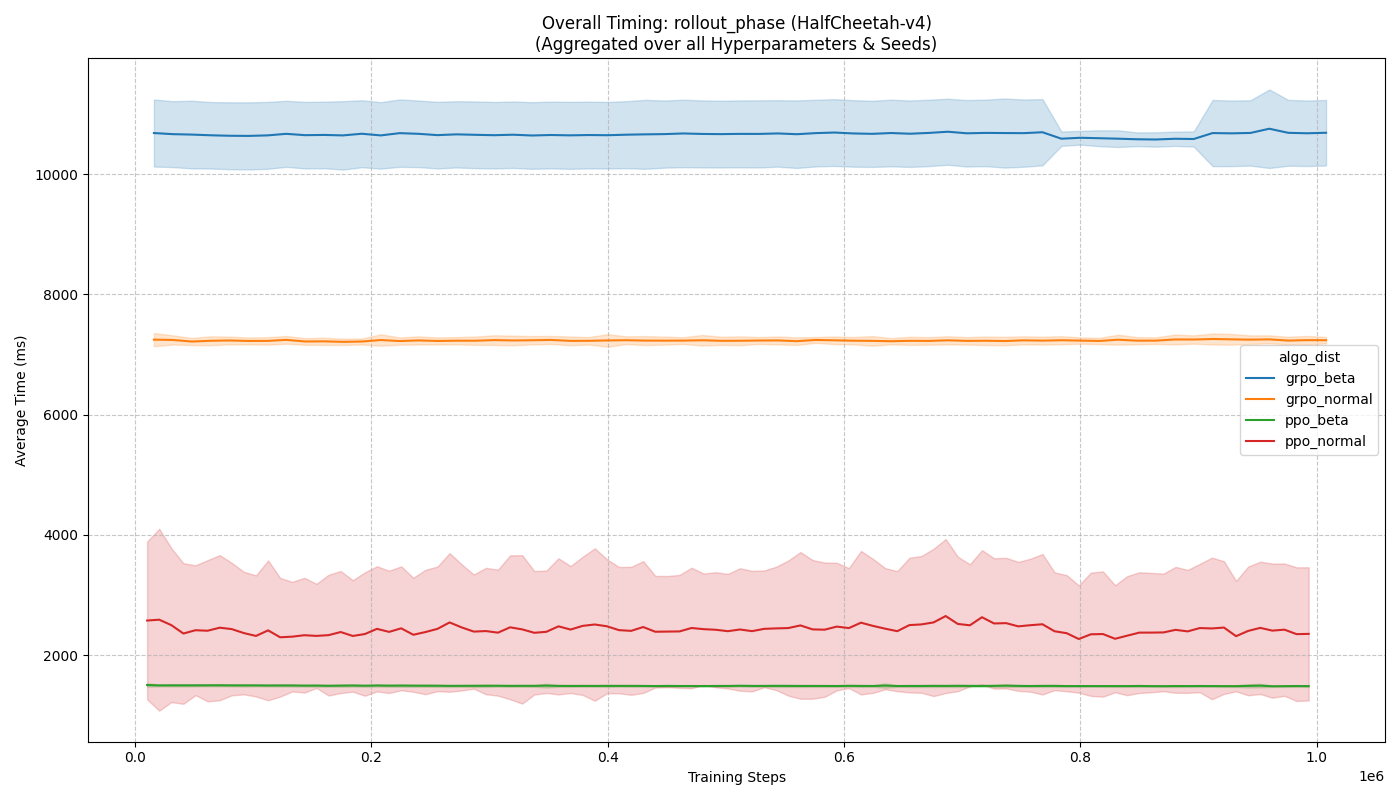 Overall Timing: rollout_phase (HalfCheetah-v4)
(Aggregated over all Hyperparameters & Seeds)
Average Time (ms)
10000
8000
6000
4000
2000
algo_dist
grpo_beta
grpo_normal
ppo_beta
ppo_normal
0.0
0.2
0.4
0.6
0.8
1.0
1e6
Training Steps